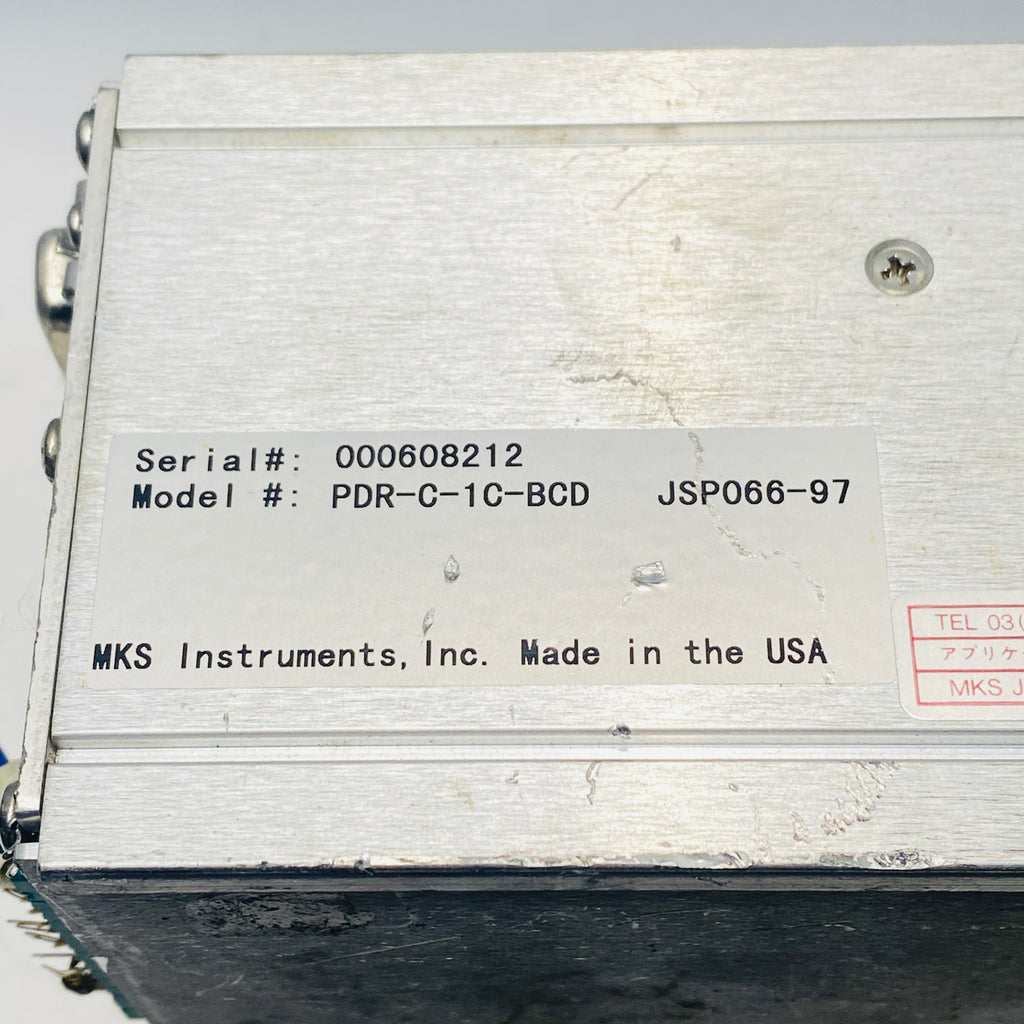 Serial#: 000608212
Model #: PDR-C-1C-BCD JSP066-97
MKS Instruments, Inc. Made in the USA
TEL 03(
アプリケ
MKS J